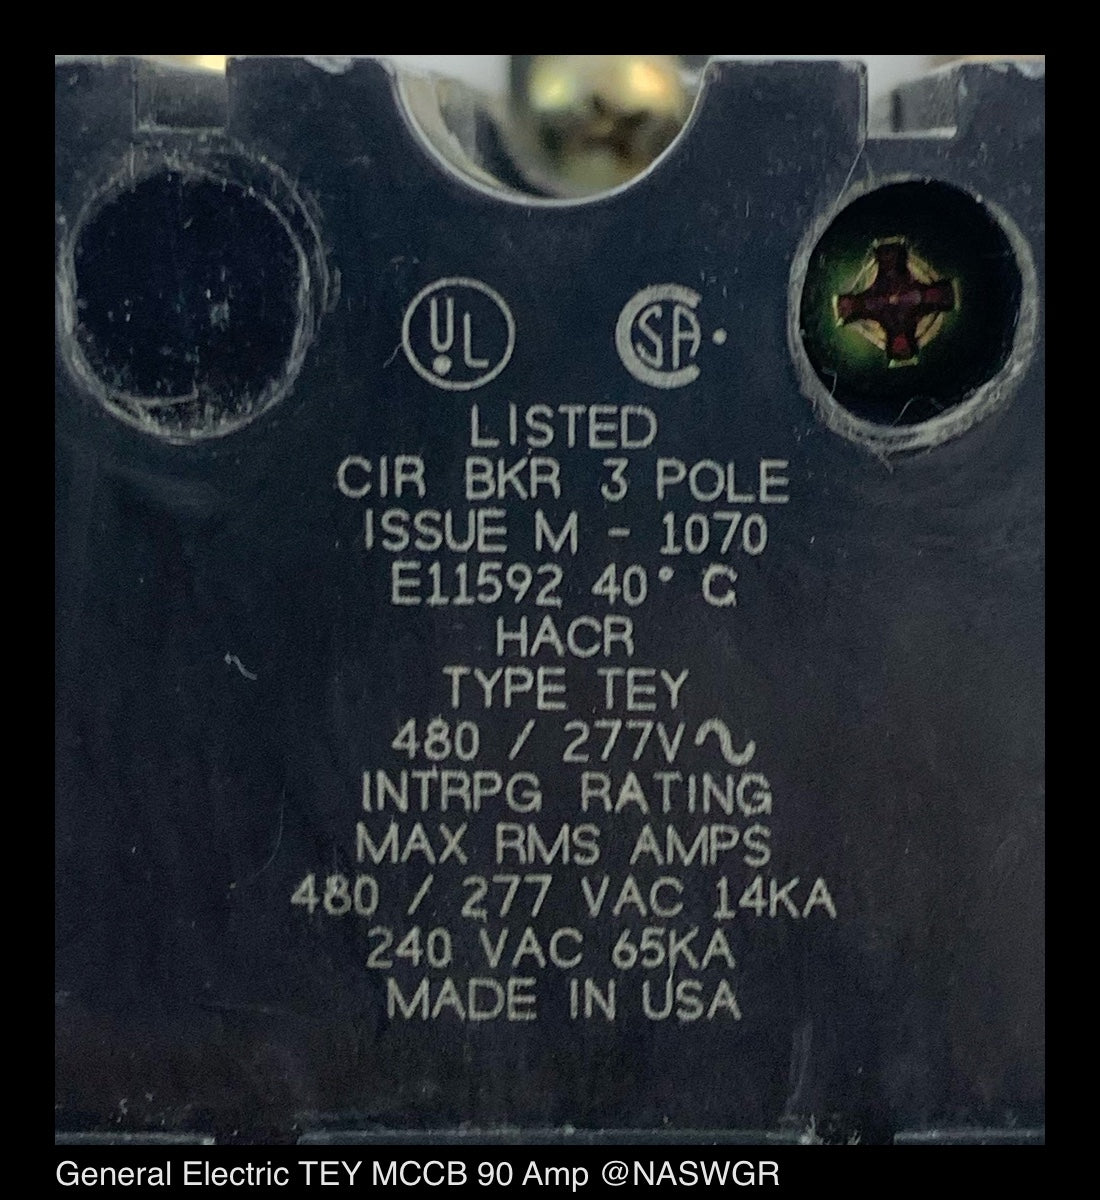 UL SA
LISTED
CIR BKR 3 POLE
ISSUE M - 1070
E11592 40° C
HACR
TYPE TEY
480 / 277V∿
INTRPG RATING
MAX RMS AMPS
480 / 277 VAC 14KA
240 VAC 65KA
MADE IN USA
General Electric TEY MCCB 90 Amp @NASWGR